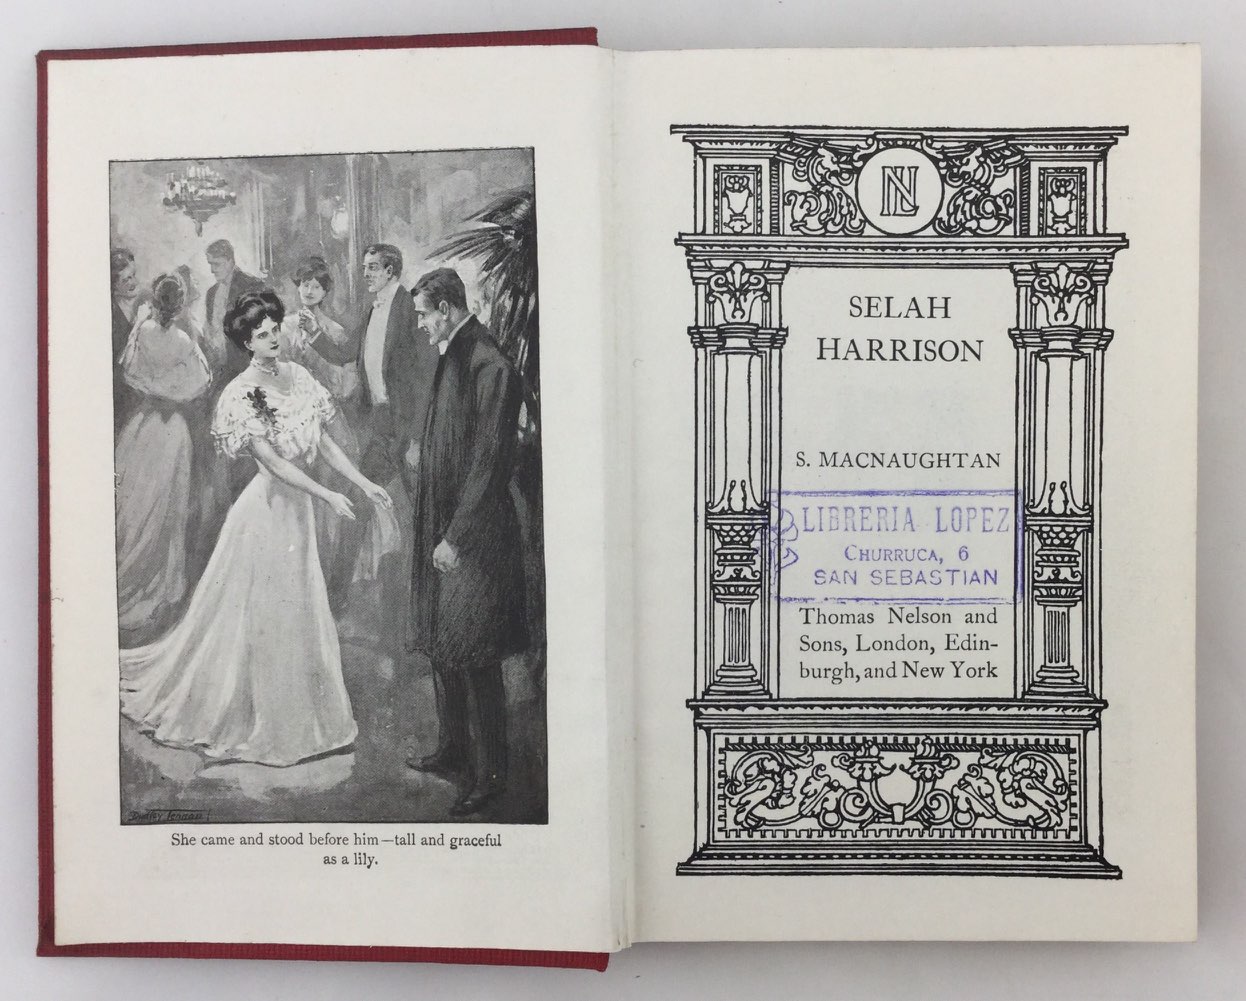 She came and stood before him—tall and graceful
as a lily.
NL
SELAH
HARRISON
S. MACNAUGHTAN
LIBRERIA LOPEZ
CHURRUCA, 6
SAN SEBASTIAN
Thomas Nelson and
Sons, London, Edin-
burgh, and New York